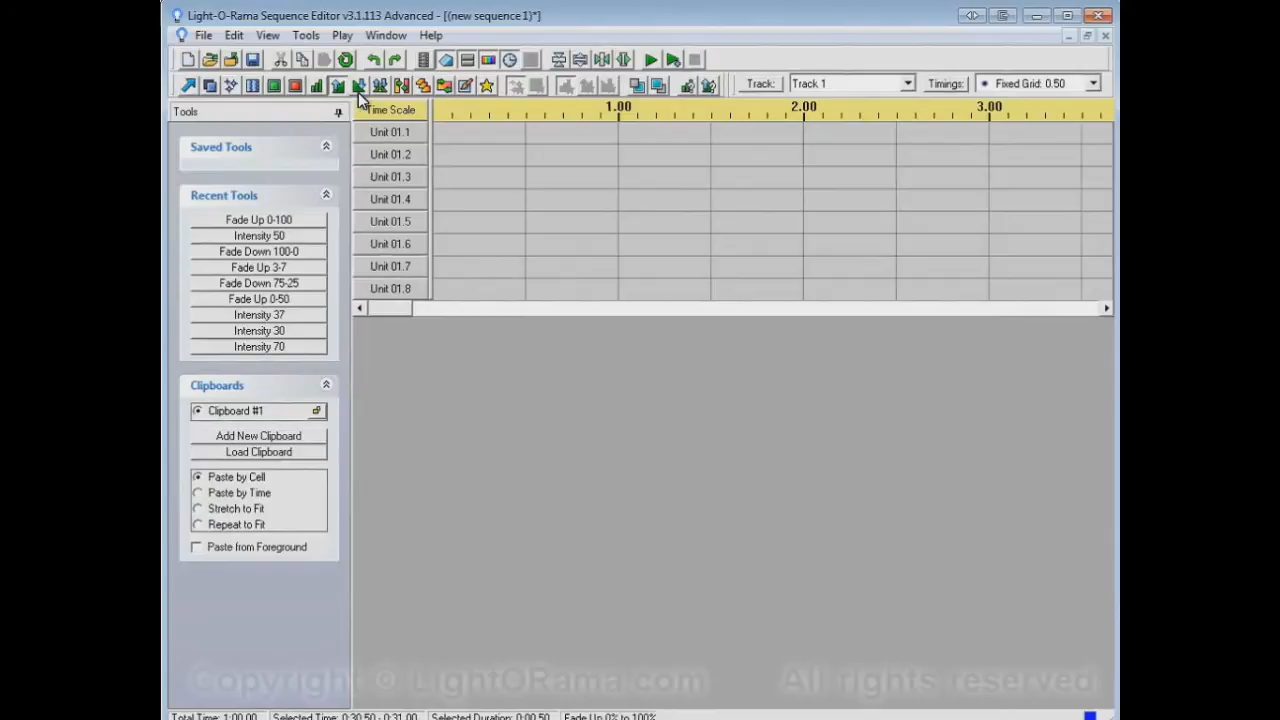 Light-O-Rama Sequence Editor v3.1.113 Advanced - [(new sequence 1)*]
File Edit View Tools Play Window Help
Track: Track 1 Timings: Fixed Grid: 0.50
Tools
Time Scale 1.00 2.00 3.00
Unit 01.1
Unit 01.2
Unit 01.3
Unit 01.4
Unit 01.5
Unit 01.6
Unit 01.7
Unit 01.8
Saved Tools
Recent Tools
Fade Up 0-100
Intensity 50
Fade Down 100-0
Fade Up 3-7
Fade Down 75-25
Fade Up 0-50
Intensity 37
Intensity 30
Intensity 70
Clipboards
Clipboard #1
Add New Clipboard
Load Clipboard
Paste by Cell
Paste by Time
Stretch to Fit
Repeat to Fit
Paste from Foreground
Copyright © LightORama.com All rights reserved
Total Time: 1:00.00 Selected Time: 0:30.50 - 0:31.00 Selected Duration: 0:00.50 Fade Up 0% to 100%